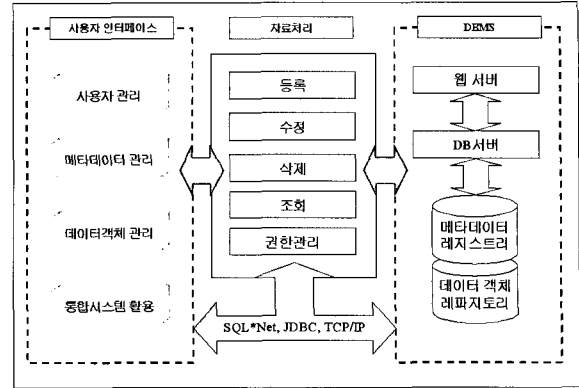 사용자 인터페이스
사용자 관리
메타데이터 관리
데이터객체 관리
통합시스템 활용
자료처리
등록
수정
삭제
조회
권한관리
SQL*Net, JDBC, TCP/IP
DBMS
웹 서버
DB 서버
메타데이터
레지스트리
데이터 객체
레파지토리